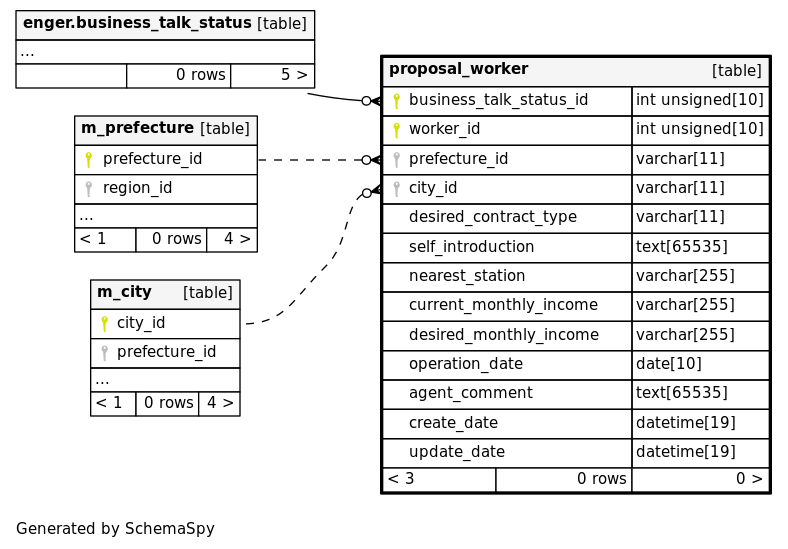 enger.business_talk_status [table]
...
0 rows 5 >
m_prefecture [table]
prefecture_id
region_id
...
< 1 0 rows 4 >
m_city [table]
city_id
prefecture_id
...
< 1 0 rows 4 >
proposal_worker [table]
business_talk_status_id int unsigned[10]
worker_id int unsigned[10]
prefecture_id varchar[11]
city_id varchar[11]
desired_contract_type varchar[11]
self_introduction text[65535]
nearest_station varchar[255]
current_monthly_income varchar[255]
desired_monthly_income varchar[255]
operation_date date[10]
agent_comment text[65535]
create_date datetime[19]
update_date datetime[19]
< 3 0 rows 0 >
Generated by SchemaSpy